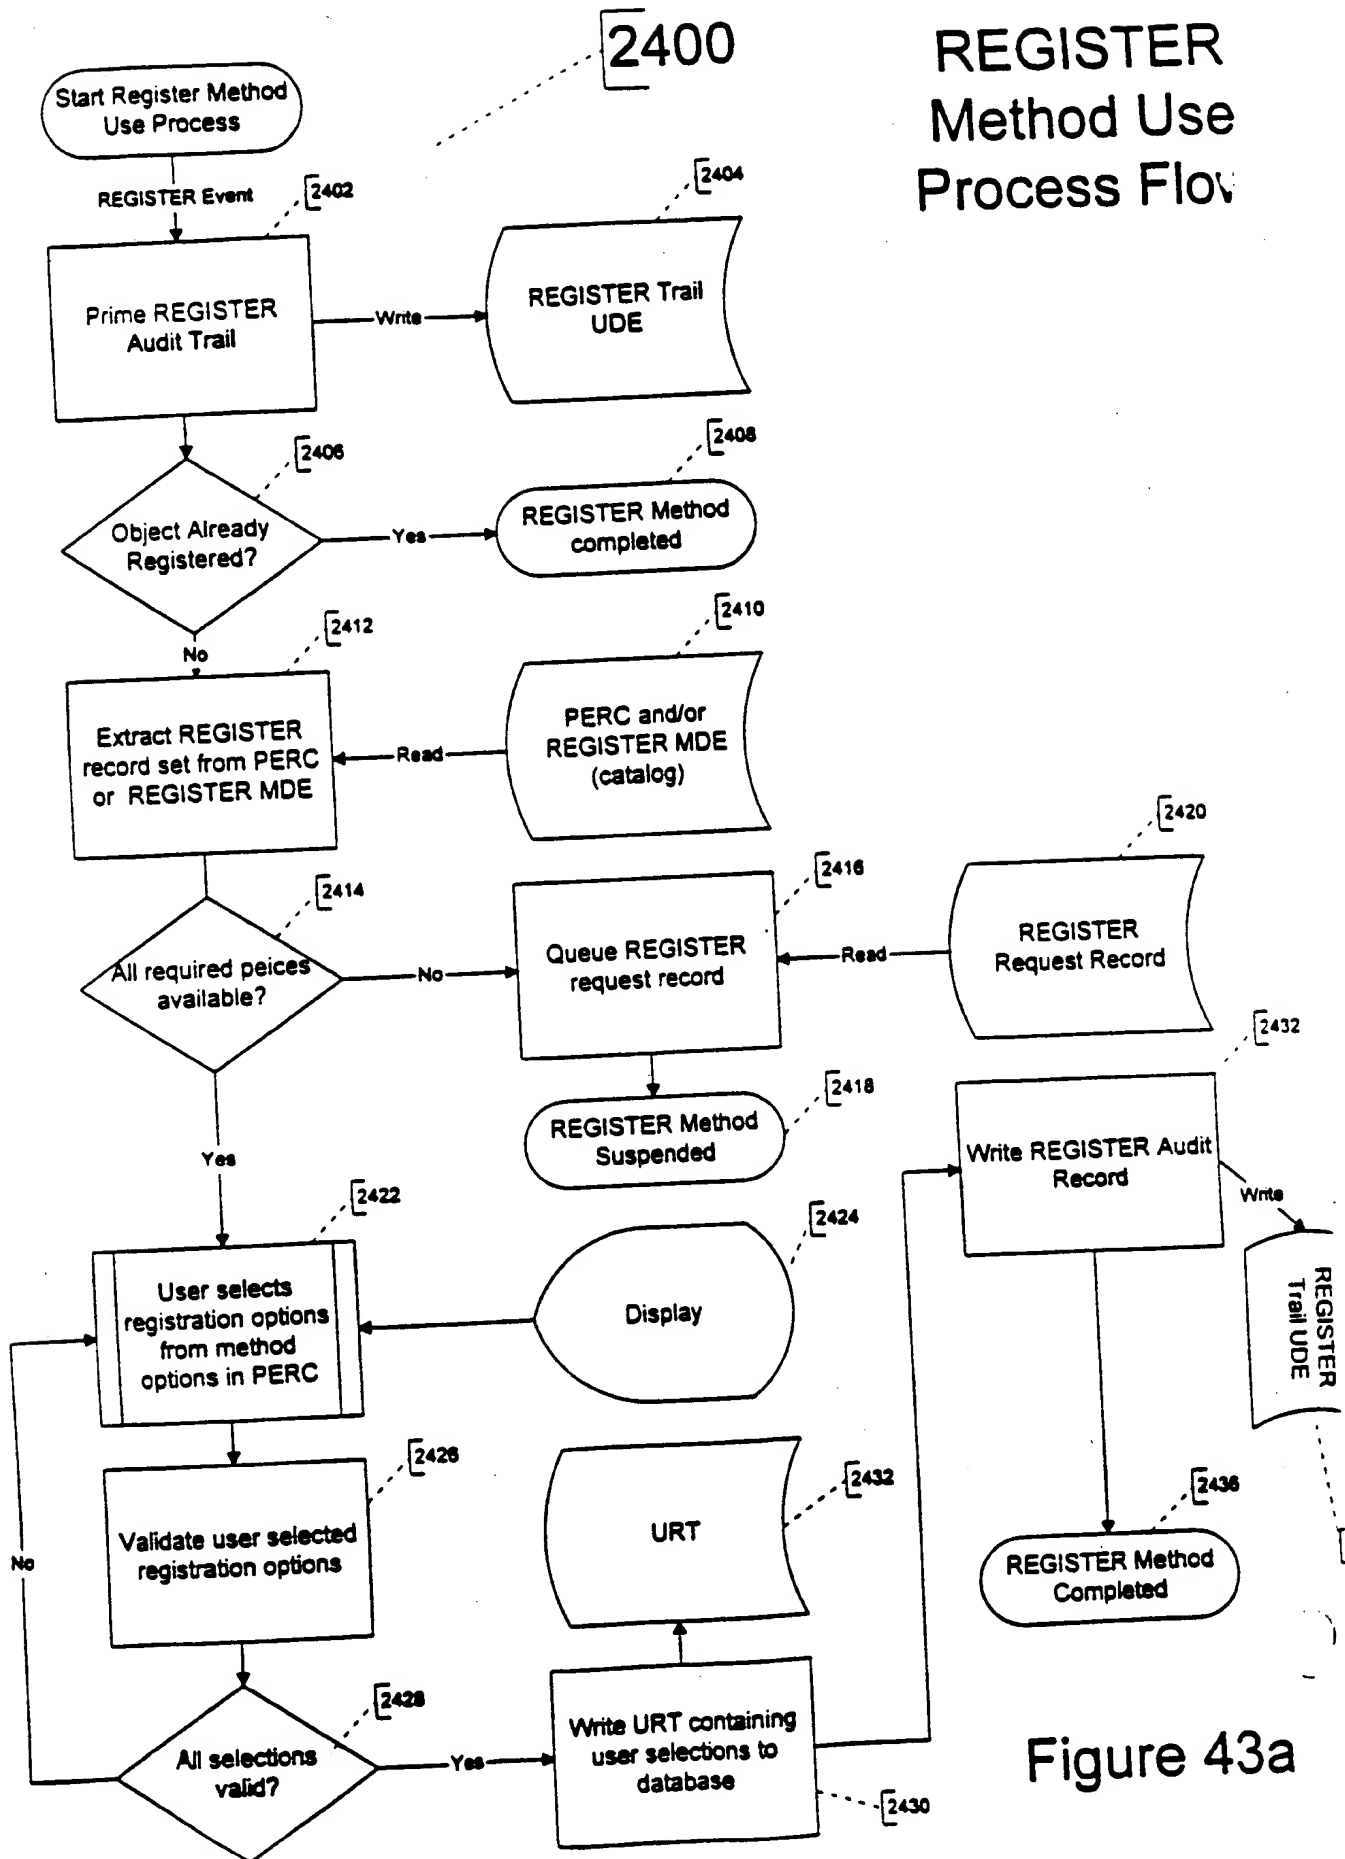 2400
REGISTER
Method Use
Process Flow
Start Register Method
Use Process
REGISTER Event
2402
2404
Prime REGISTER
Audit Trail
Write
REGISTER Trail
UDE
2406
2408
Object Already
Registered?
Yes
REGISTER Method
completed
No
2412
2410
Extract REGISTER
record set from PERC
or REGISTER MDE
Read
PERC and/or
REGISTER MDE
(catalog)
2414
2416
2420
All required peices
available?
No
Queue REGISTER
request record
Read
REGISTER
Request Record
2418
2432
REGISTER Method
Suspended
Write REGISTER Audit
Record
Write
Yes
2422
2424
User selects
registration options
from method
options in PERC
Display
REGISTER
Trail UDE
2426
2432
2436
Validate user selected
registration options
URT
REGISTER Method
Completed
No
2428
All selections
valid?
Yes
Write URT containing
user selections to
database
2430
Figure 43a